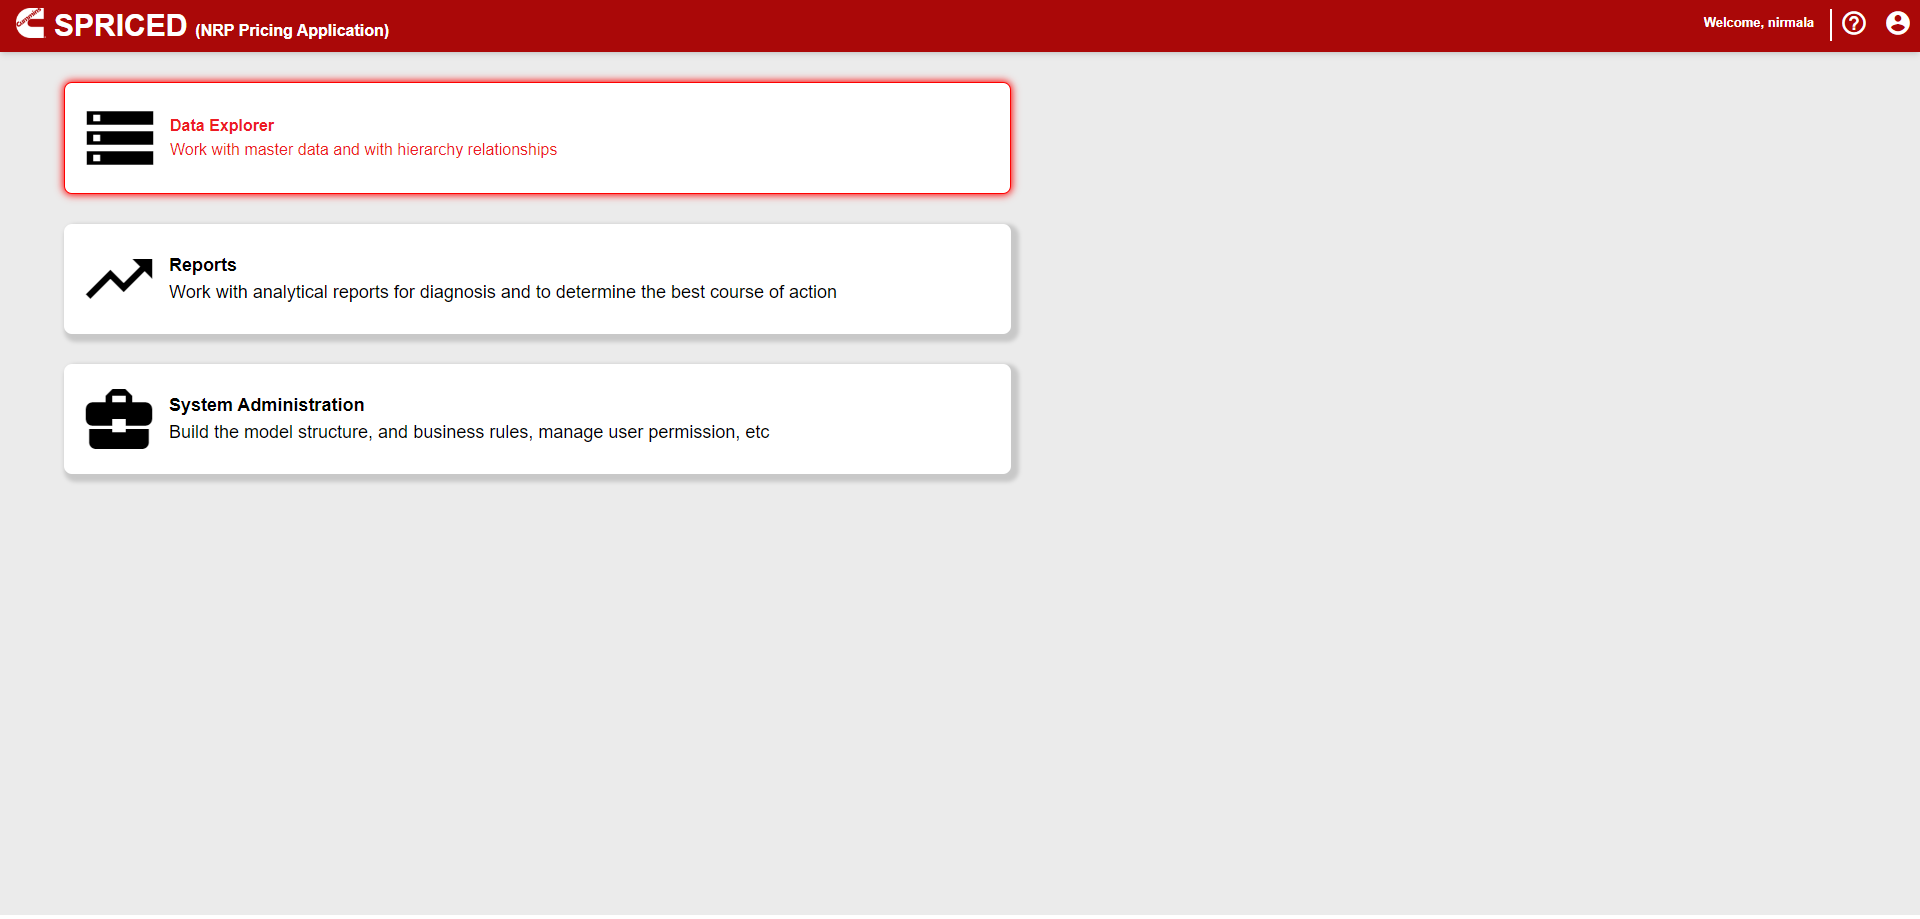 Cummins
SPRICED (NRP Pricing Application)
Welcome, nirmala
Data Explorer
Work with master data and with hierarchy relationships
Reports
Work with analytical reports for diagnosis and to determine the best course of action
System Administration
Build the model structure, and business rules, manage user permission, etc